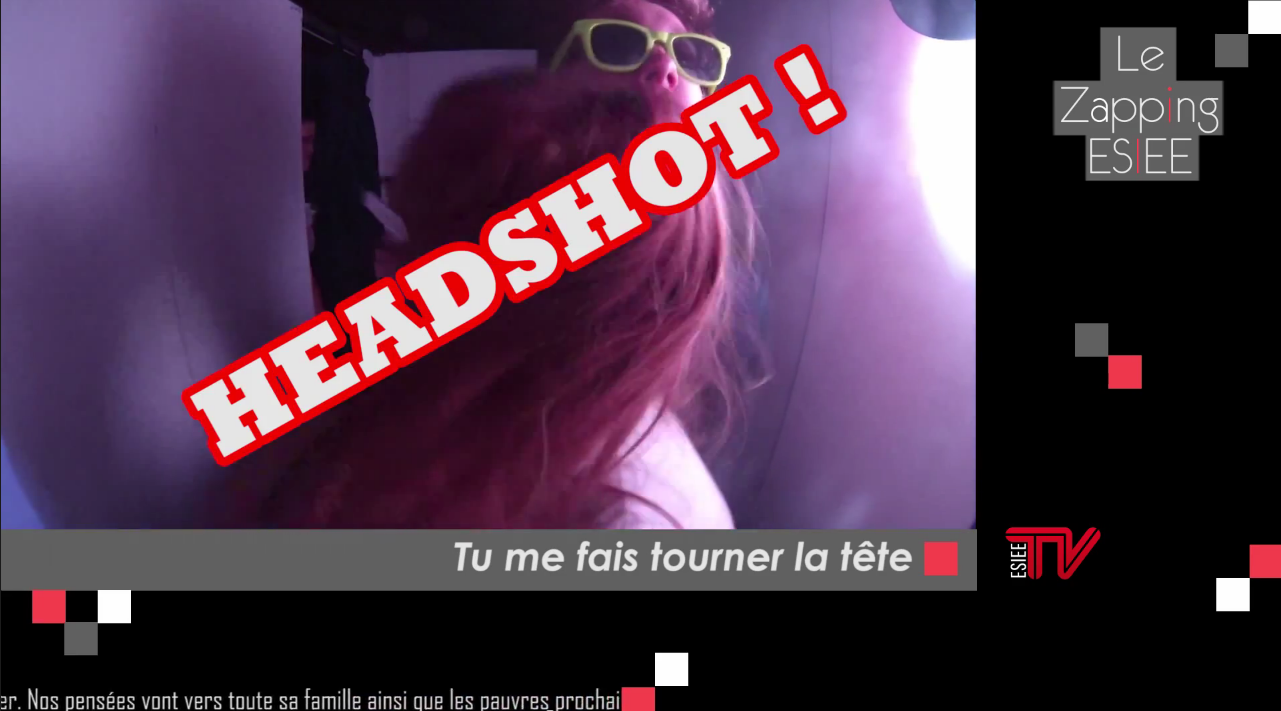 HEADSHOT !
Le
Zapping
ESIEE
Tu me fais tourner la tête
ESIEE TV
er. Nos pensées vont vers toute sa famille ainsi que les pauvres prochai